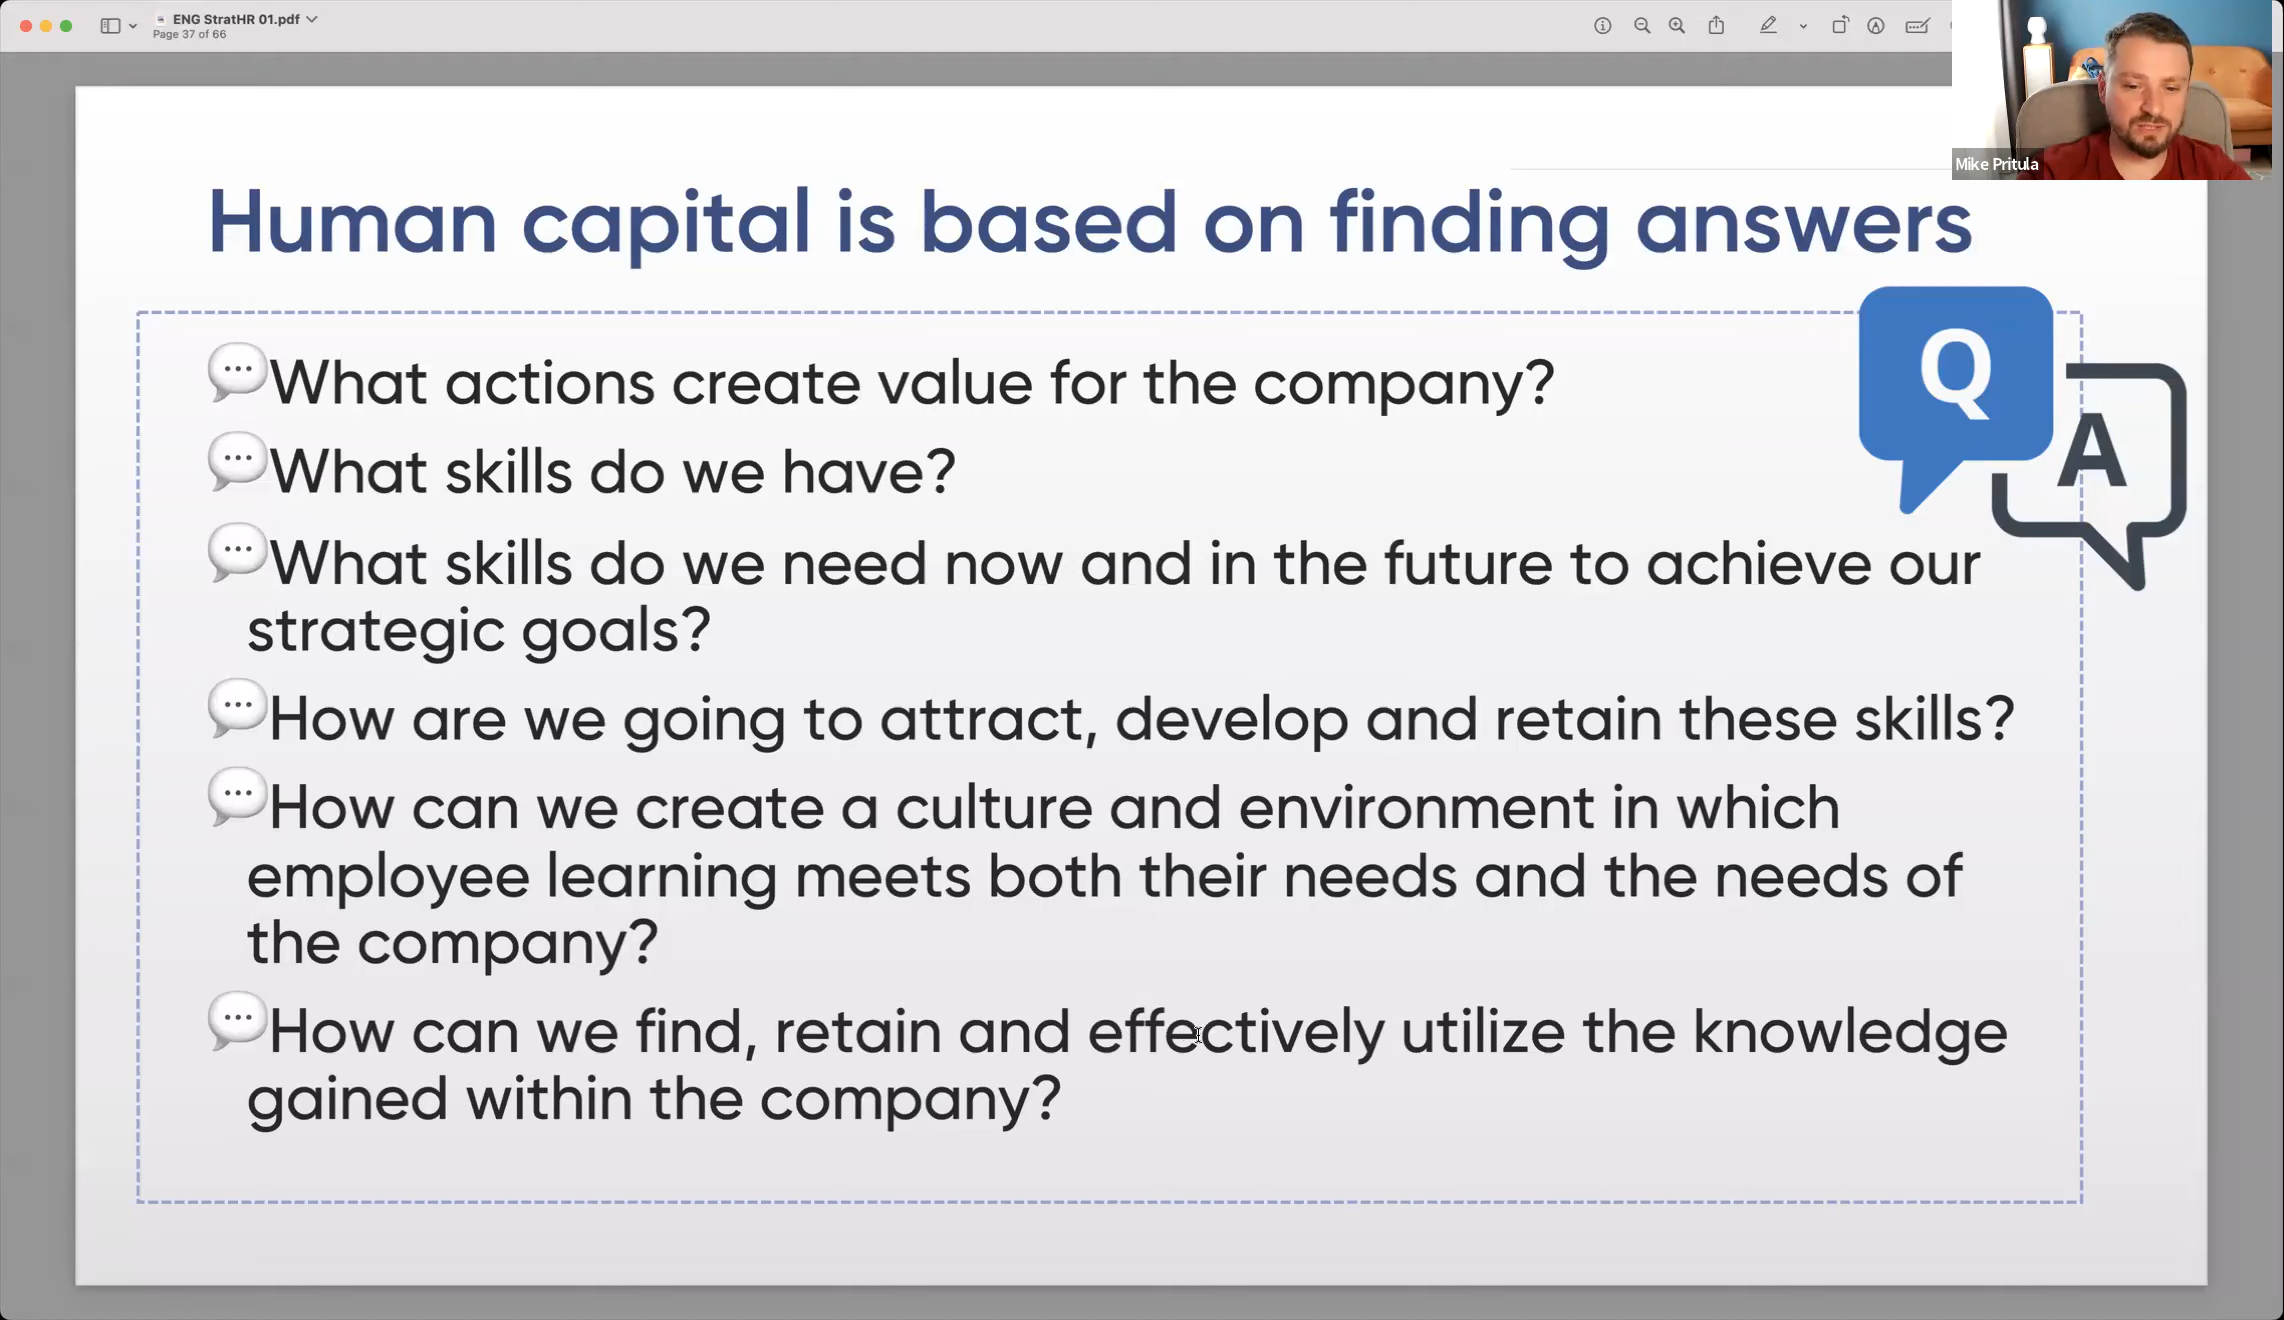 ENG StratHR 01.pdf
Page 37 of 66
Mike Pritula
Human capital is based on finding answers
Q
A
What actions create value for the company?
What skills do we have?
What skills do we need now and in the future to achieve our
strategic goals?
How are we going to attract, develop and retain these skills?
How can we create a culture and environment in which
employee learning meets both their needs and the needs of
the company?
How can we find, retain and effectively utilize the knowledge
gained within the company?